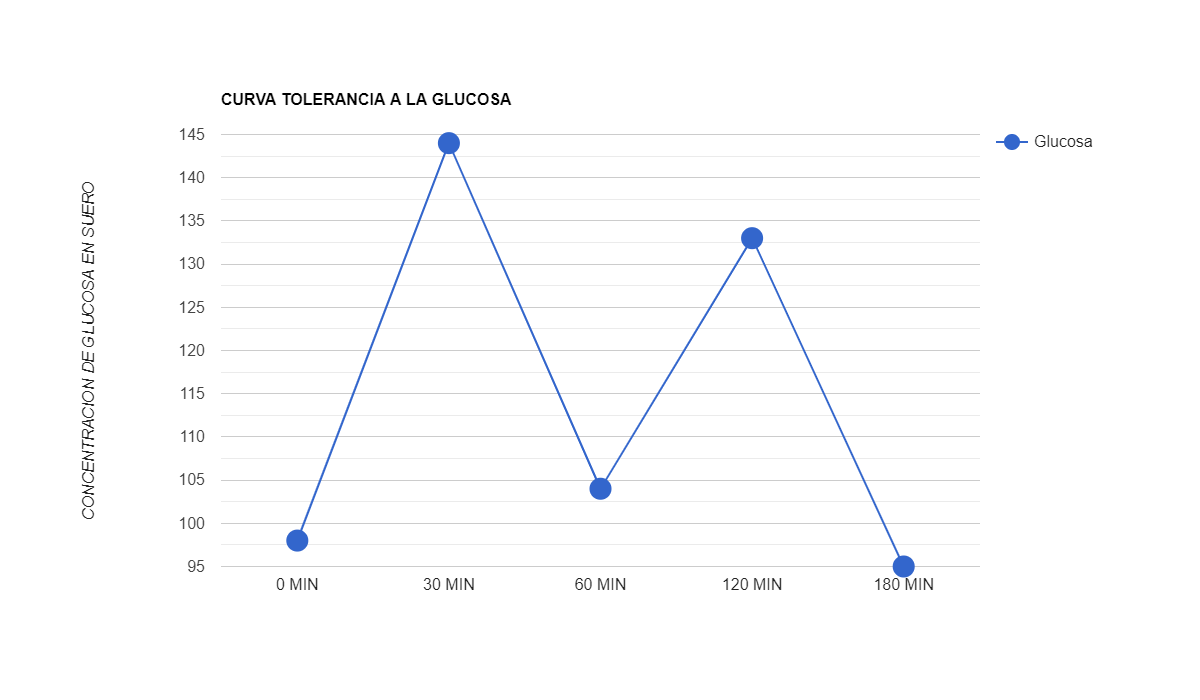 CURVA TOLERANCIA A LA GLUCOSA
CONCENTRACION DE GLUCOSA EN SUERO
145
140
135
130
125
120
115
110
105
100
95
0 MIN
30 MIN
60 MIN
120 MIN
180 MIN
Glucosa